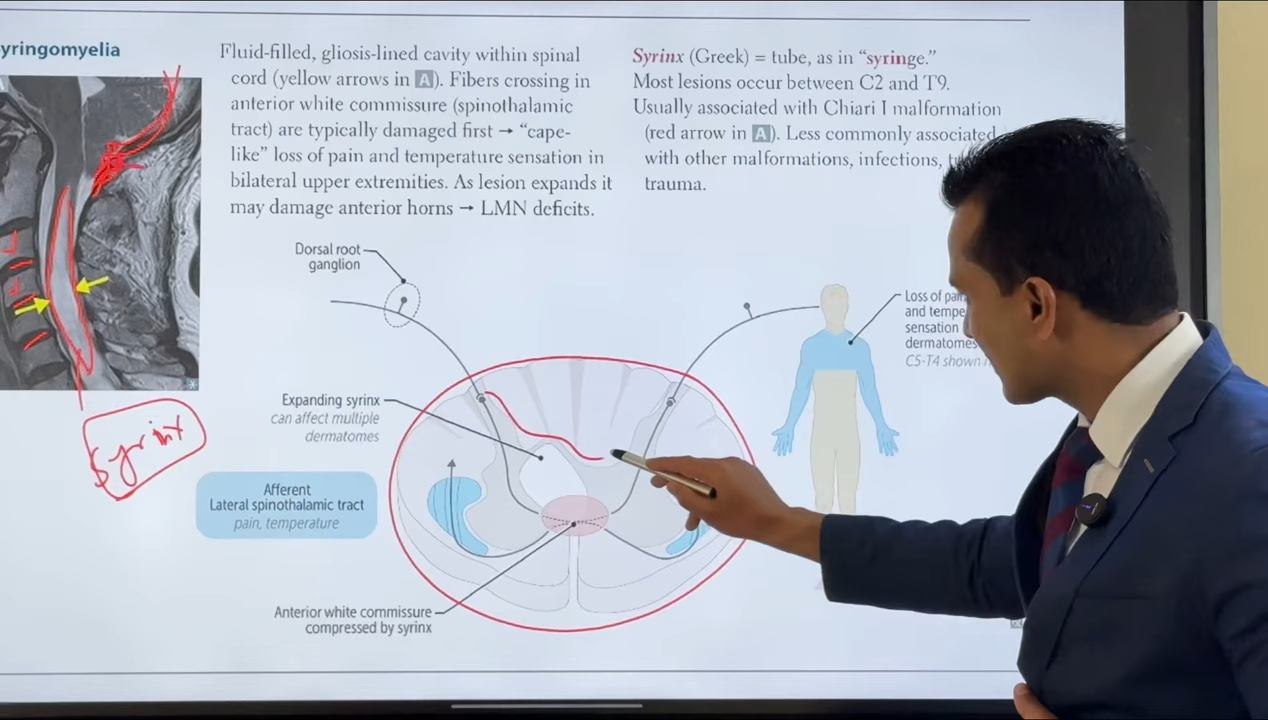 yringomyelia
Fluid-filled, gliosis-lined cavity within spinal
cord (yellow arrows in A). Fibers crossing in
anterior white commissure (spinothalamic
tract) are typically damaged first → “cape-
like” loss of pain and temperature sensation in
bilateral upper extremities. As lesion expands it
may damage anterior horns → LMN deficits.
Syrinx (Greek) = tube, as in “syringe.”
Most lesions occur between C2 and T9.
Usually associated with Chiari I malformation
(red arrow in A). Less commonly associated
with other malformations, infections,
trauma.
Dorsal root
ganglion
Expanding syrinx
can affect multiple
dermatomes
Afferent
Lateral spinothalamic tract
pain, temperature
Anterior white commissure
compressed by syrinx
Loss of
and
sensation
dermatomes
C5-T4 shown
Syrinx